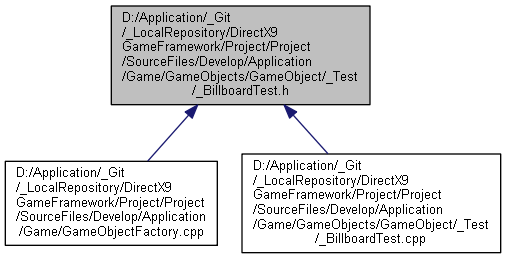 D:/Application/_Git
/_LocalRepository/DirectX9
GameFramework/Project/Project
/SourceFiles/Develop/Application
/Game/GameObjects/GameObject/_Test
/_BillboardTest.h
D:/Application/_Git
/_LocalRepository/DirectX9
GameFramework/Project/Project
/SourceFiles/Develop/Application
/Game/GameObjectFactory.cpp
D:/Application/_Git
/_LocalRepository/DirectX9
GameFramework/Project/Project
/SourceFiles/Develop/Application
/Game/GameObjects/GameObject/_Test
/_BillboardTest.cpp